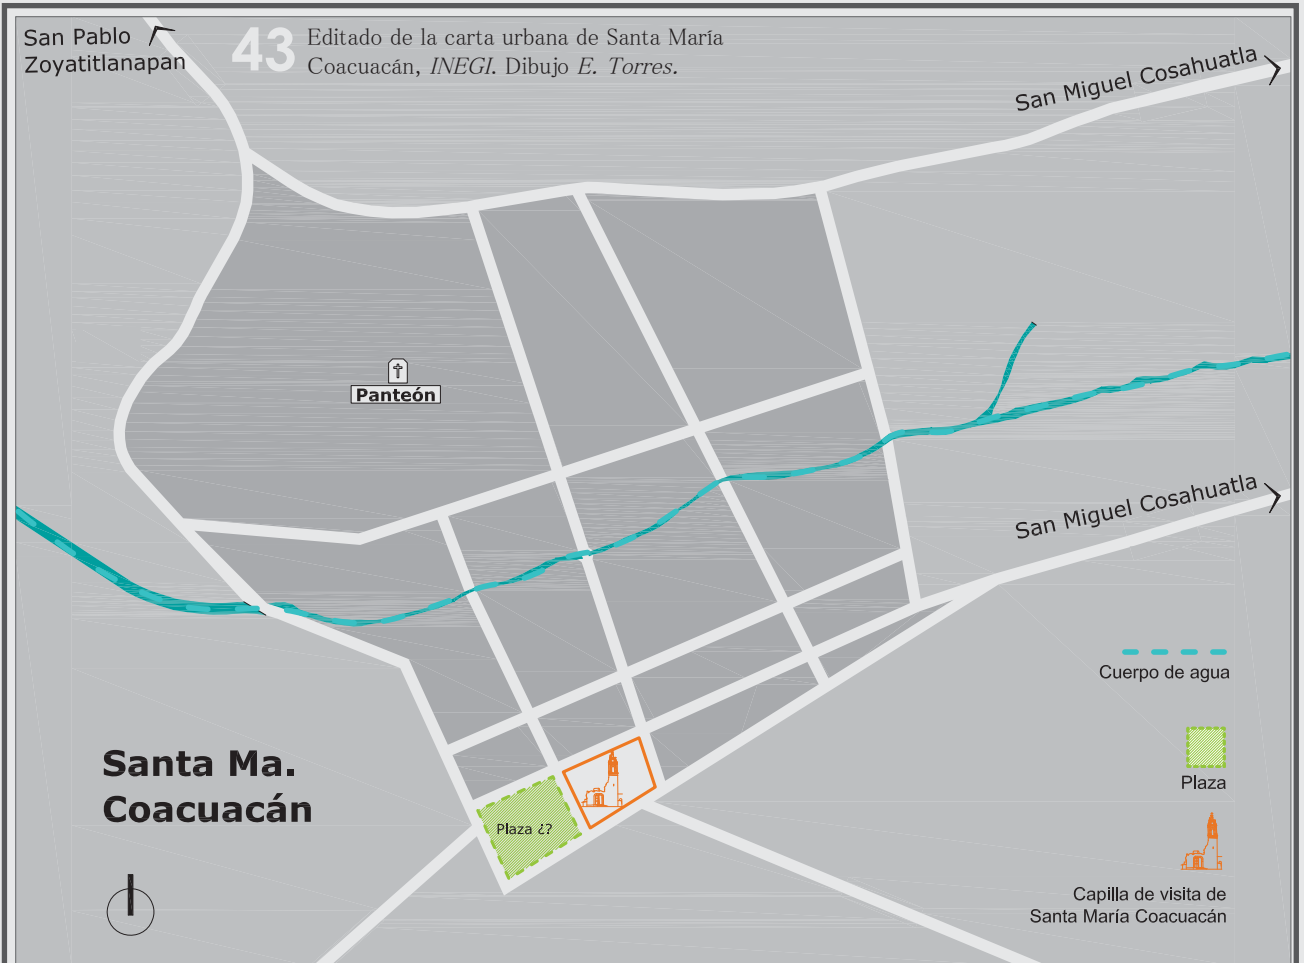 San Pablo
Zoyatitlanapan
43
Editado de la carta urbana de Santa María
Coacuacán, INEGI. Dibujo E. Torres.
San Miguel Cosahuatla
Panteón
San Miguel Cosahuatla
Cuerpo de agua
Plaza
Santa Ma.
Coacuacán
Plaza ¿?
Capilla de visita de
Santa María Coacuacán